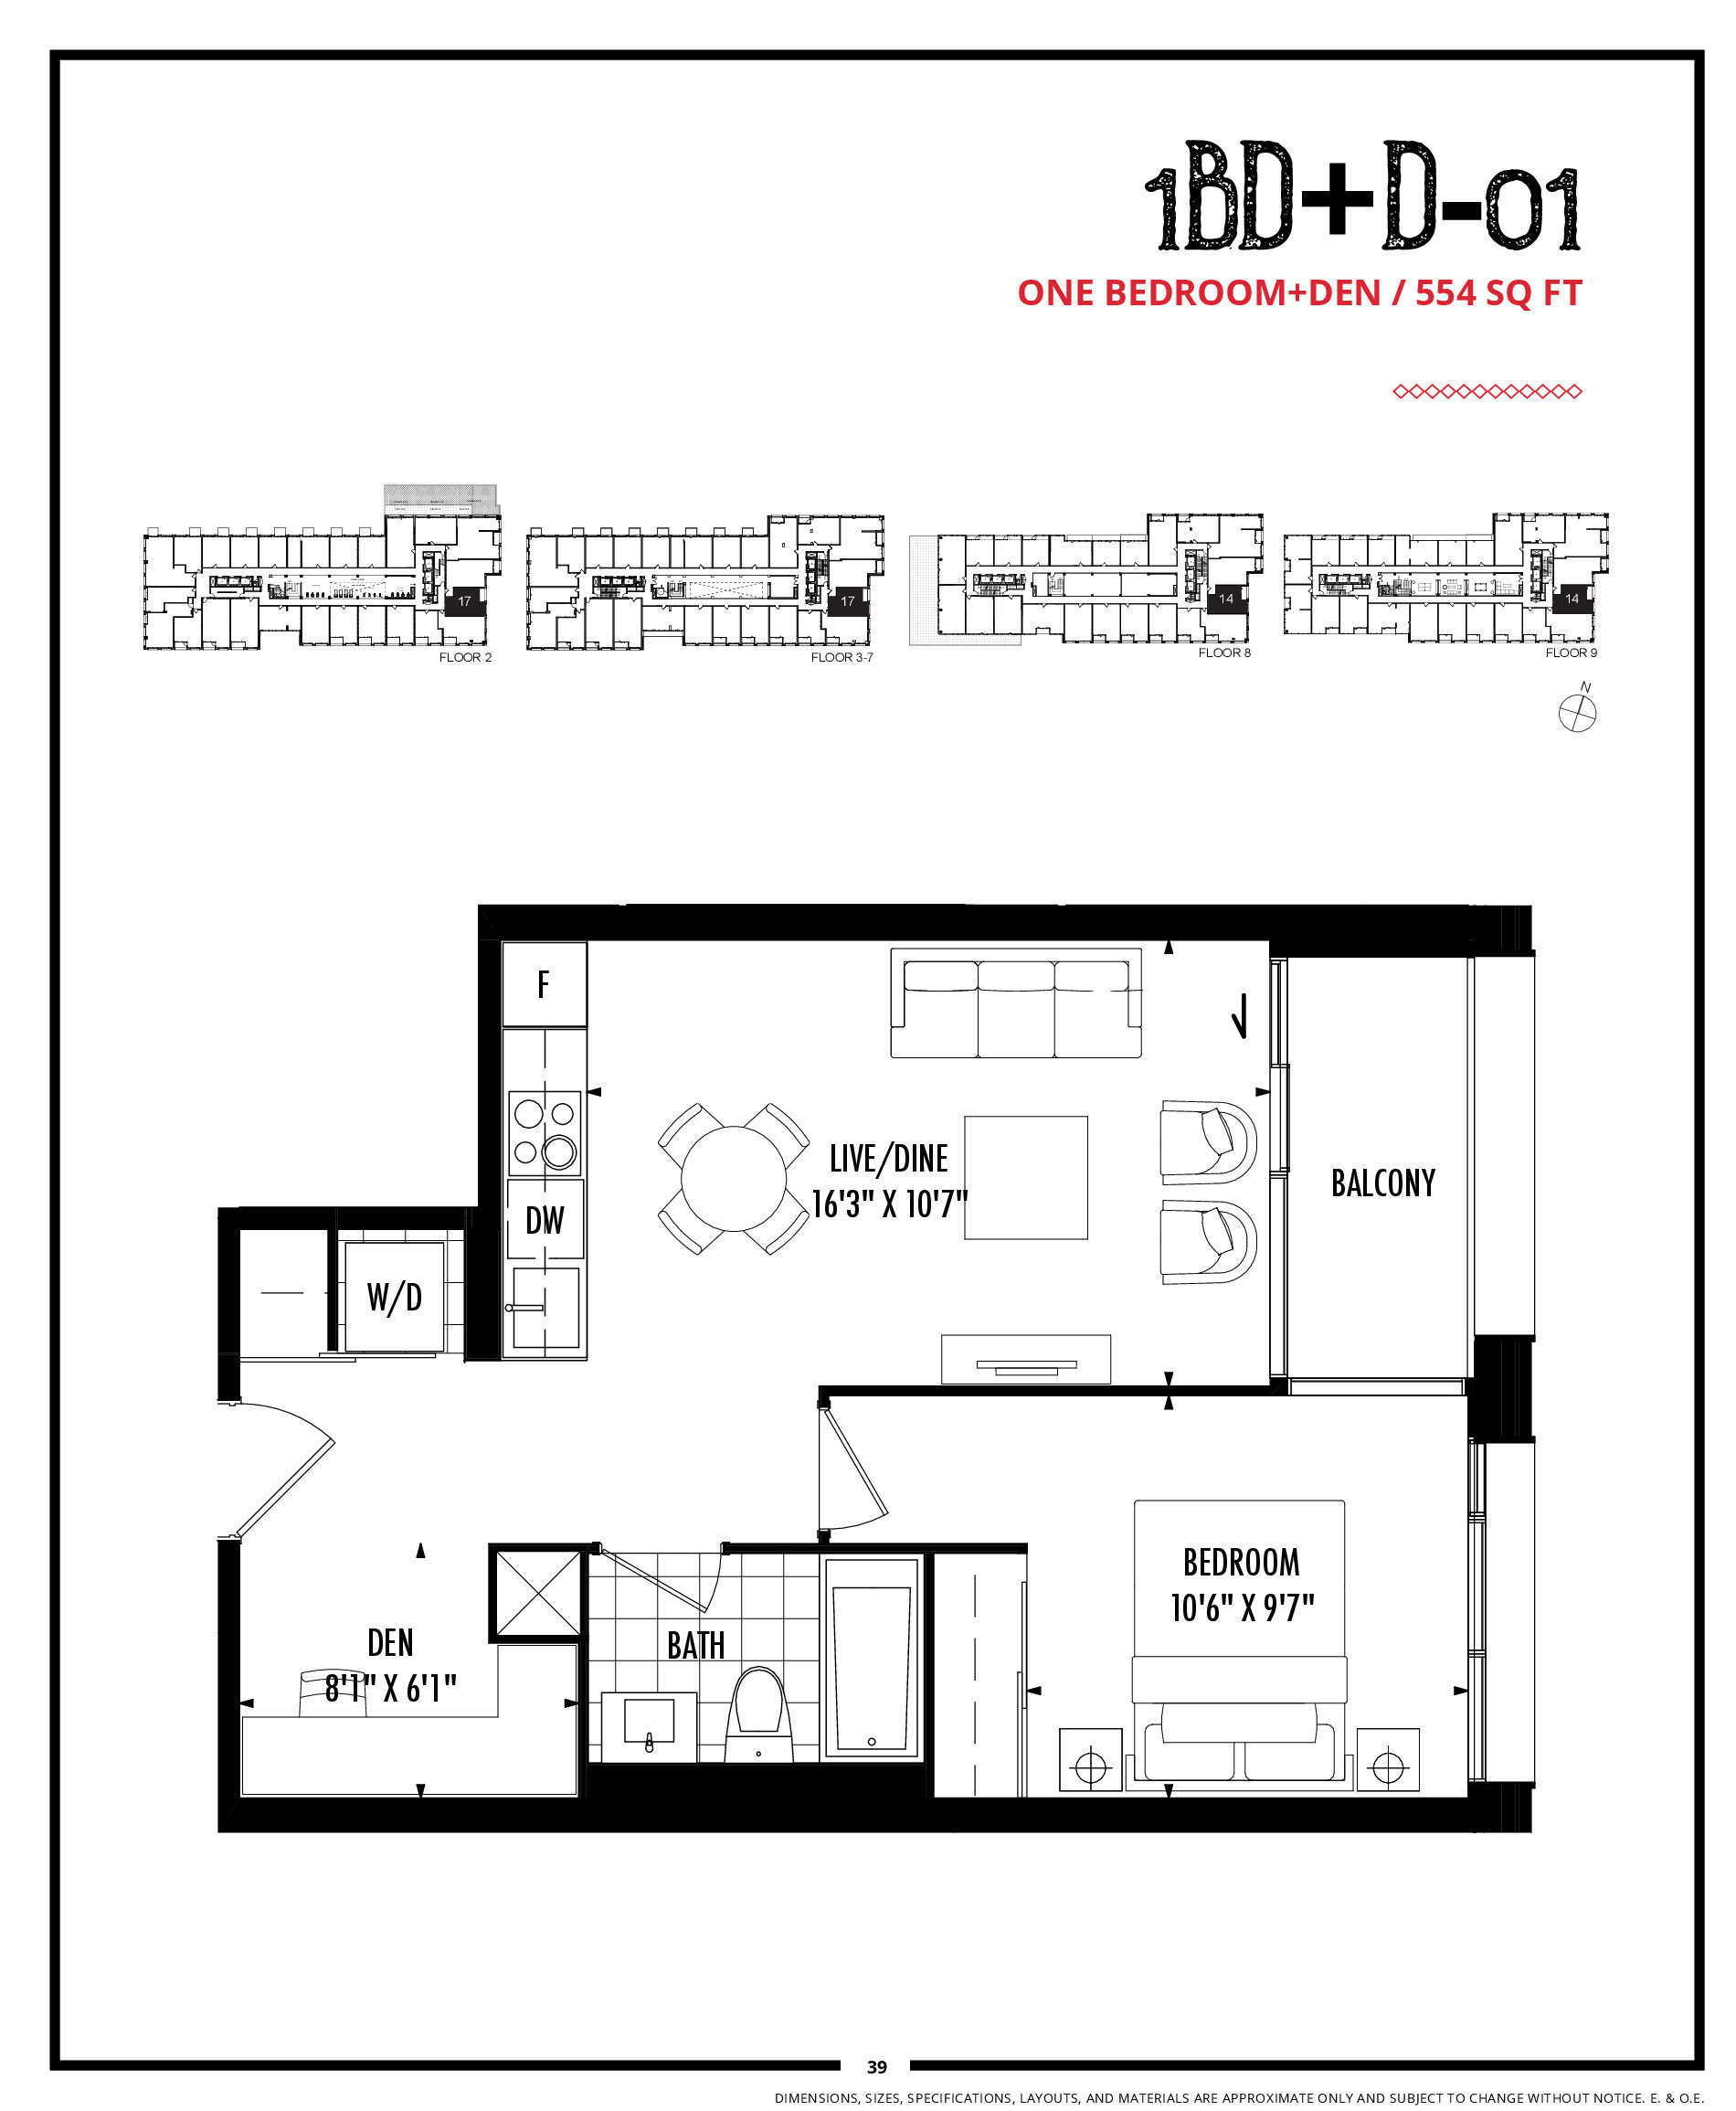 1BD+D-01
ONE BEDROOM+DEN / 554 SQ FT
17
FLOOR 2
17
FLOOR 3-7
14
FLOOR 8
14
FLOOR 9
N
F
DW
LIVE/DINE
16'3" X 10'7"
BALCONY
W/D
BEDROOM
10'6" X 9'7"
DEN
8'1" X 6'1"
BATH
39
DIMENSIONS, SIZES, SPECIFICATIONS, LAYOUTS, AND MATERIALS ARE APPROXIMATE ONLY AND SUBJECT TO CHANGE WITHOUT NOTICE. E. & O.E.